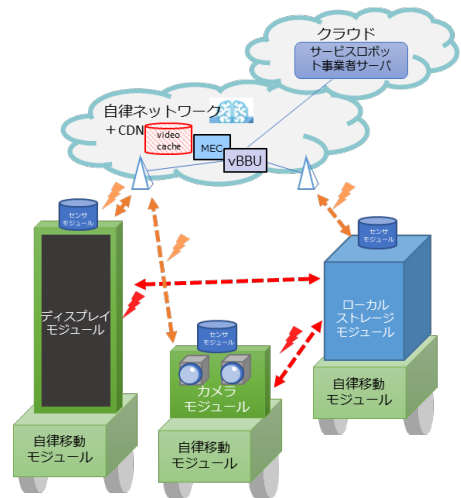 クラウド
サービスロボッ
ト事業者サーバ
自律ネットワーク
＋CDN
video
cache
MEC
vBBU
センサ
モジュール
センサ
モジュール
ディスプレイ
モジュール
ローカル
ストレージ
モジュール
センサ
モジュール
カメラ
モジュール
自律移動
モジュール
自律移動
モジュール
自律移動
モジュール